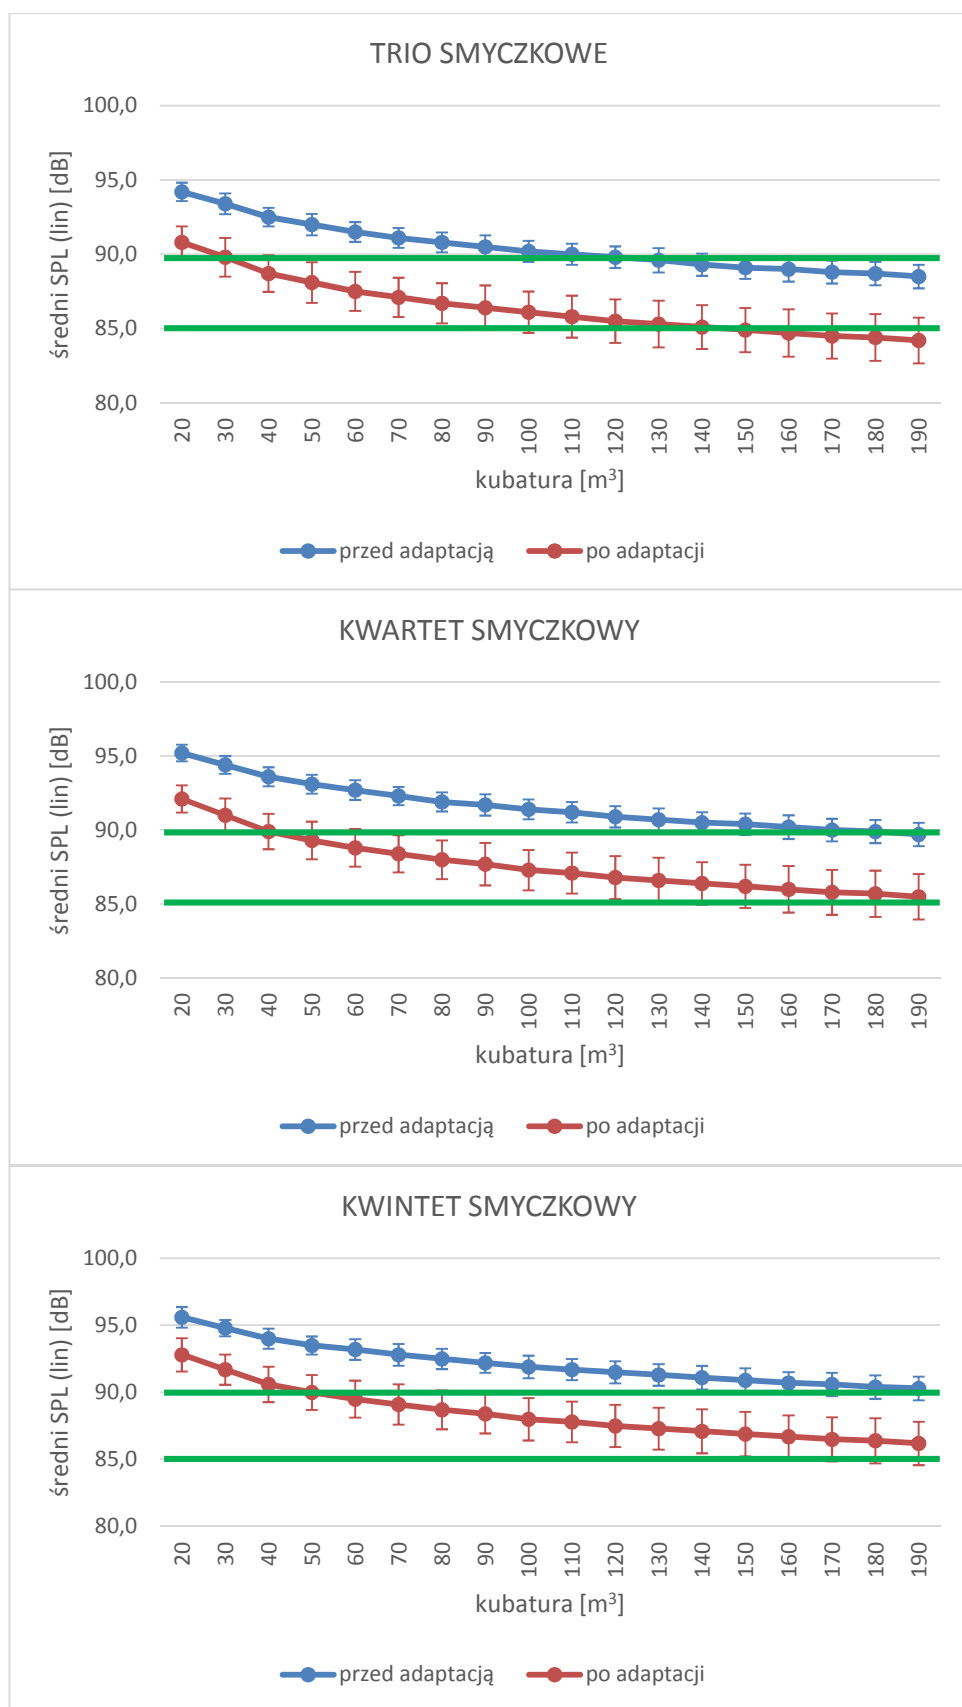 TRIO SMYCZKOWE
100,0
95,0
90,0
85,0
80,0
średni SPL (lin) [dB]
20 30 40 50 60 70 80 90 100 110 120 130 140 150 160 170 180 190
kubatura [m³]
przed adaptacją po adaptacji
KWARTET SMYCZKOWY
100,0
95,0
90,0
85,0
80,0
średni SPL (lin) [dB]
20 30 40 50 60 70 80 90 100 110 120 130 140 150 160 170 180 190
kubatura [m³]
przed adaptacją po adaptacji
KWINTET SMYCZKOWY
100,0
95,0
90,0
85,0
80,0
średni SPL (lin) [dB]
20 30 40 50 60 70 80 90 100 110 120 130 140 150 160 170 180 190
kubatura [m³]
przed adaptacją po adaptacji